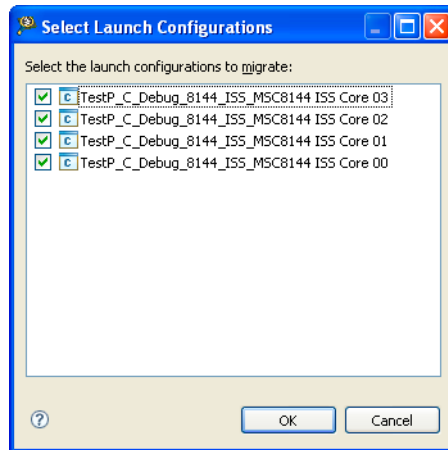 Select Launch Configurations
Select the launch configurations to migrate:
C TestP_C_Debug_8144_ISS_MSC8144 ISS Core 03
C TestP_C_Debug_8144_ISS_MSC8144 ISS Core 02
C TestP_C_Debug_8144_ISS_MSC8144 ISS Core 01
C TestP_C_Debug_8144_ISS_MSC8144 ISS Core 00
?
OK Cancel